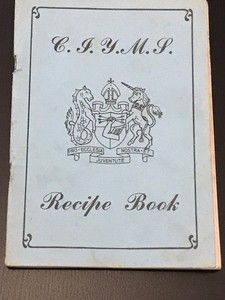 C.I.Y.M.S.
PRO-ECCLESIA NOSTRA-ET
JUVENTUTE
Recipe Book